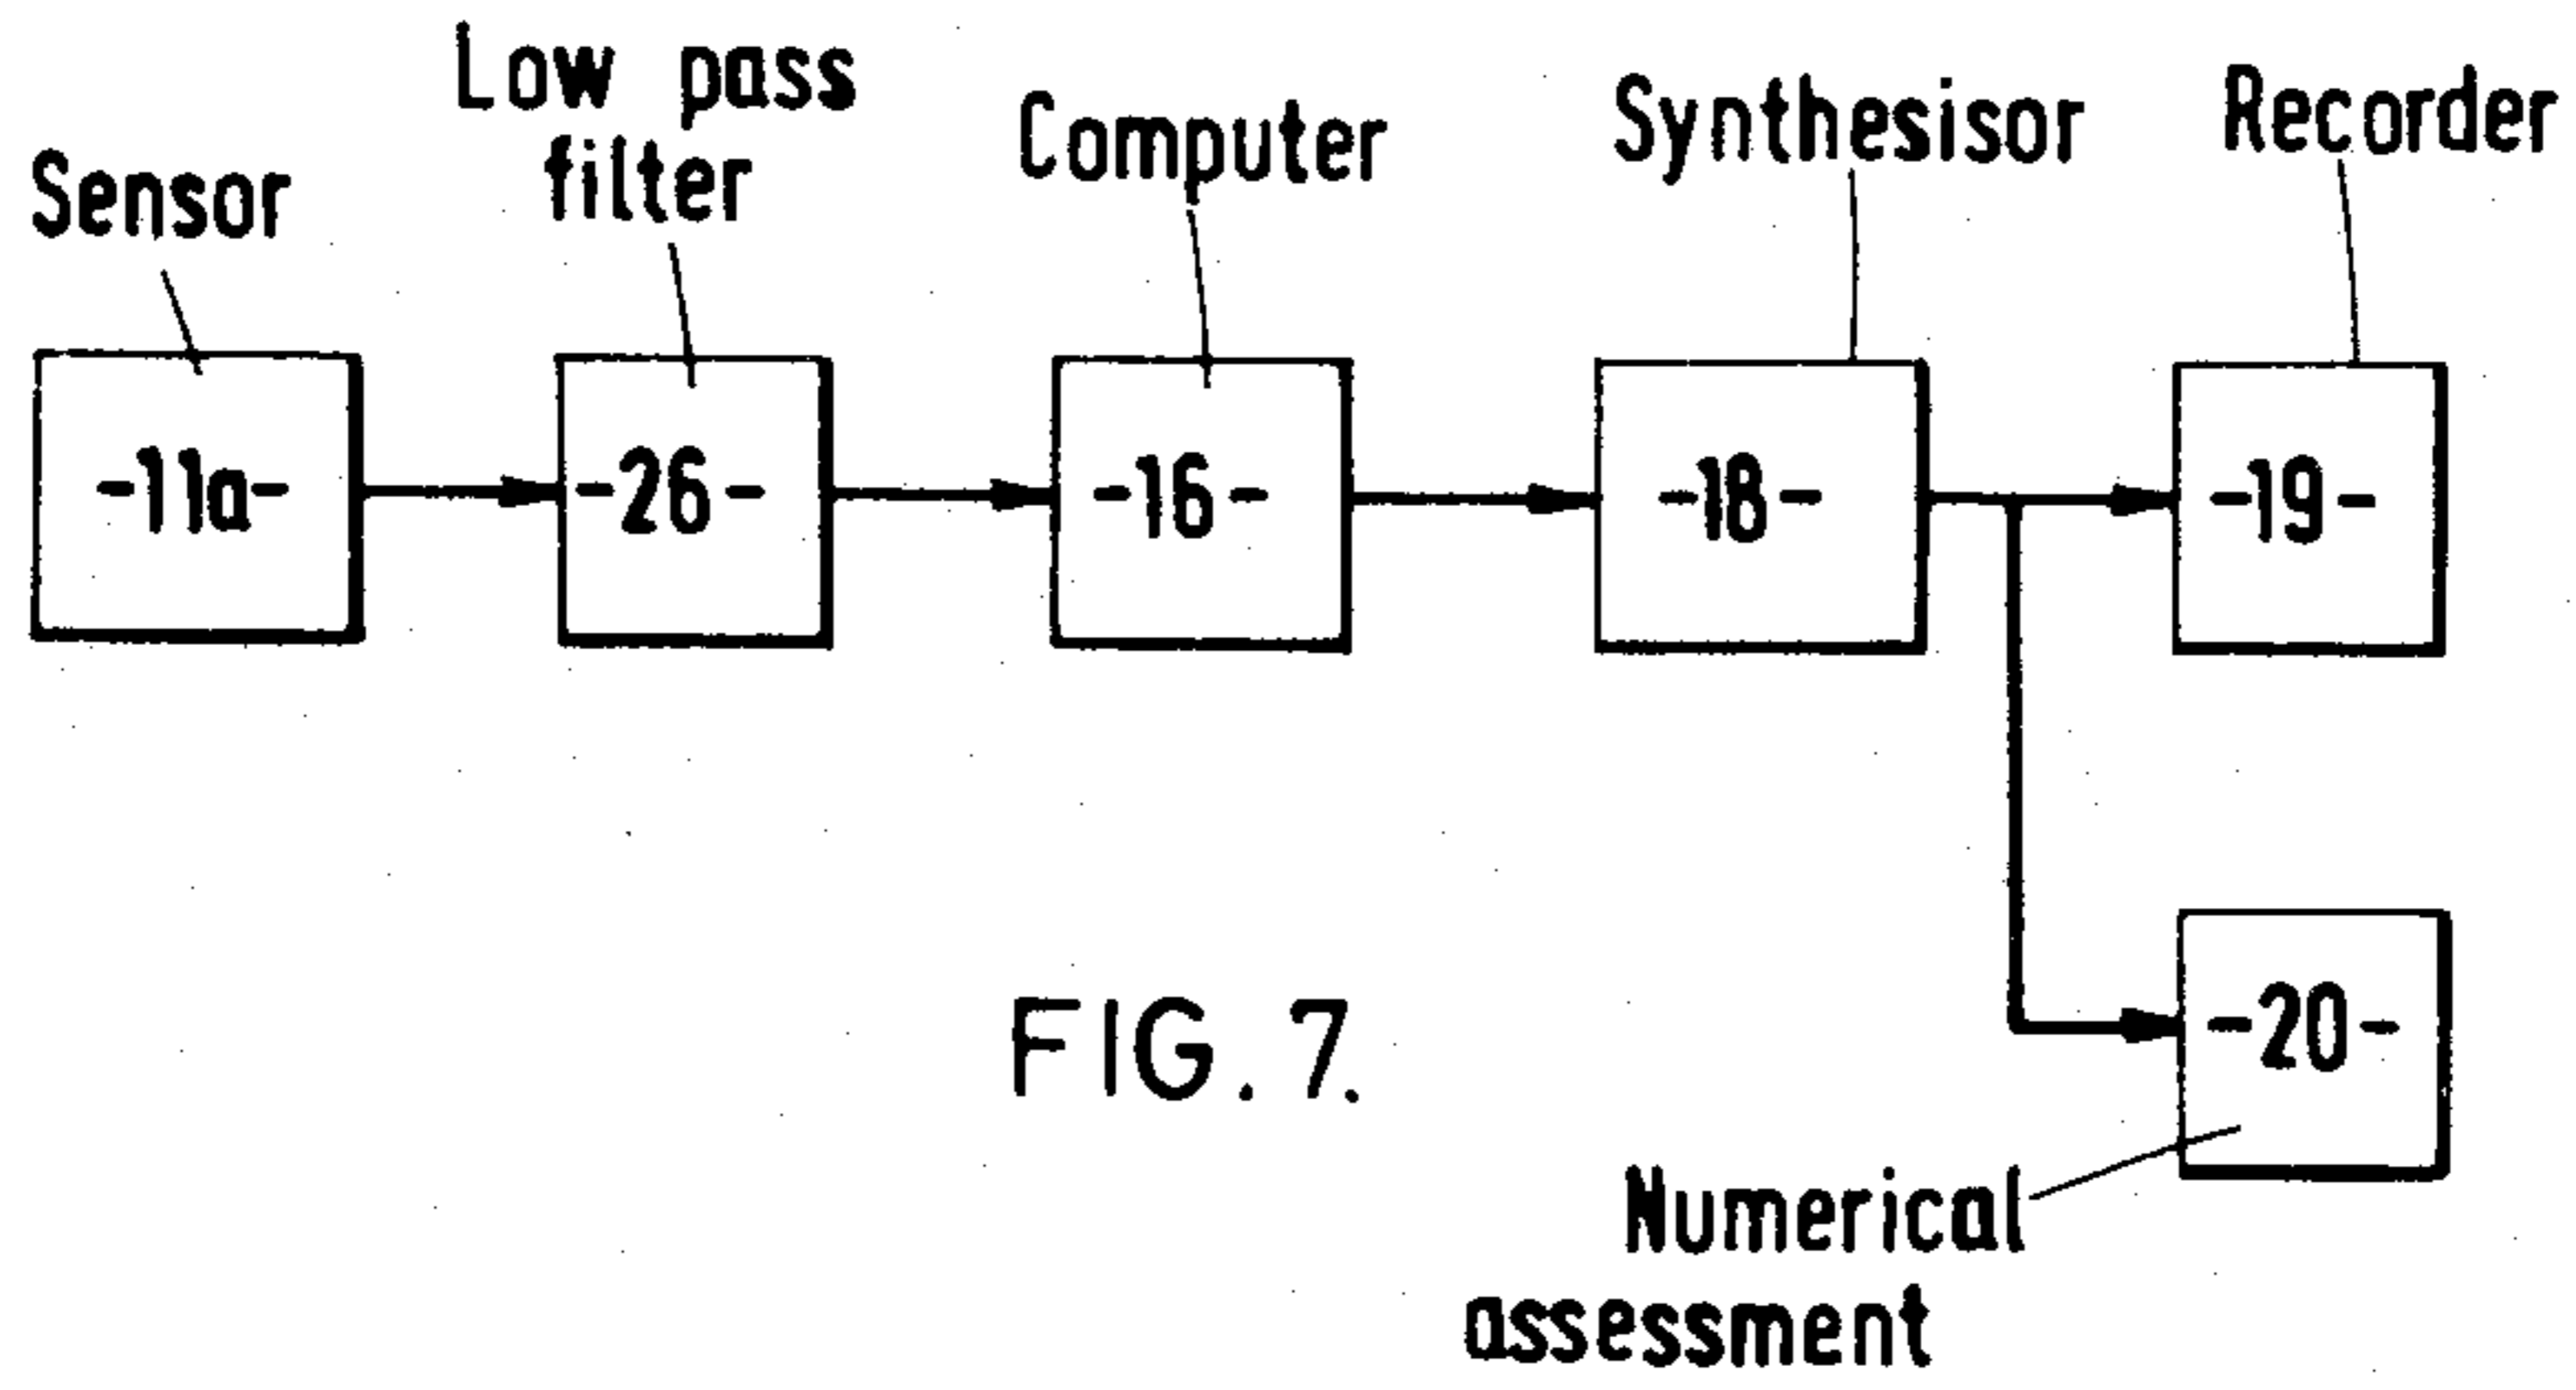 Sensor
Low pass
filter
Computer
Synthesisor
Recorder
-11a-
-26-
-16-
-18-
-19-
-20-
FIG. 7.
Numerical
assessment